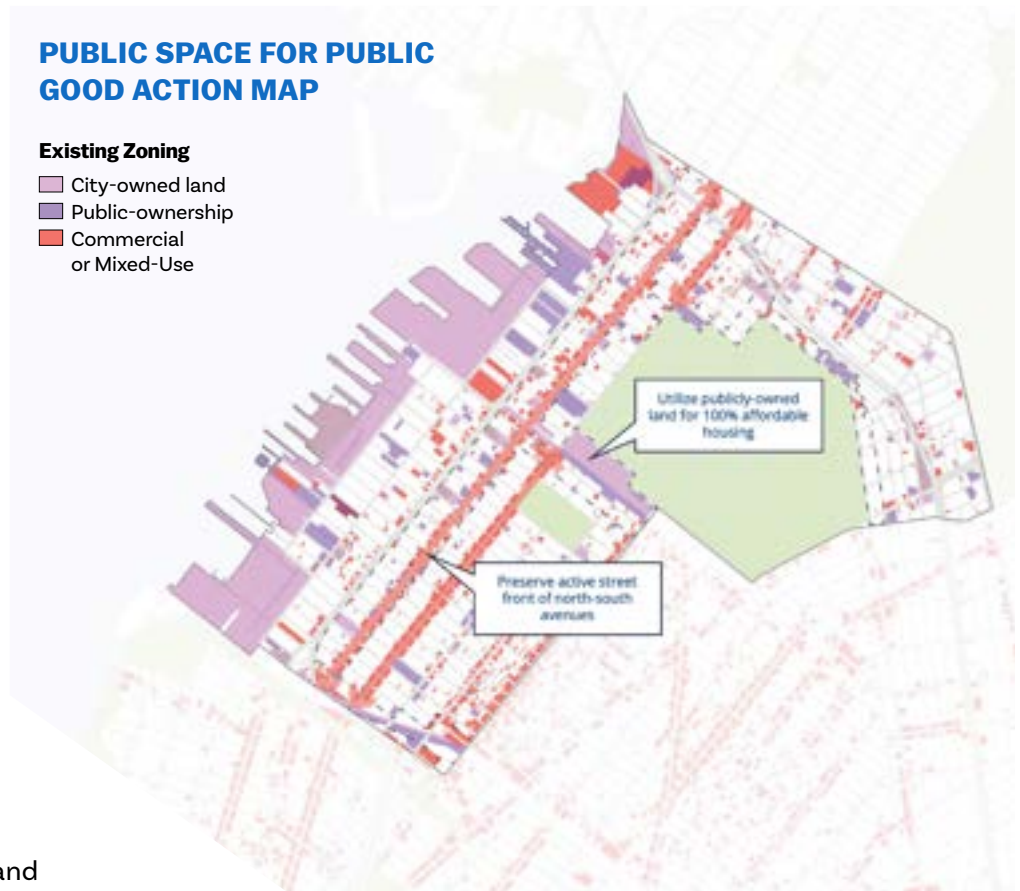 PUBLIC SPACE FOR PUBLIC
GOOD ACTION MAP
Existing Zoning
City-owned land
Public-ownership
Commercial
or Mixed-Use
Utilize publicly-owned
land for 100% affordable
housing
Preserve active street
front of north-south
avenues
and